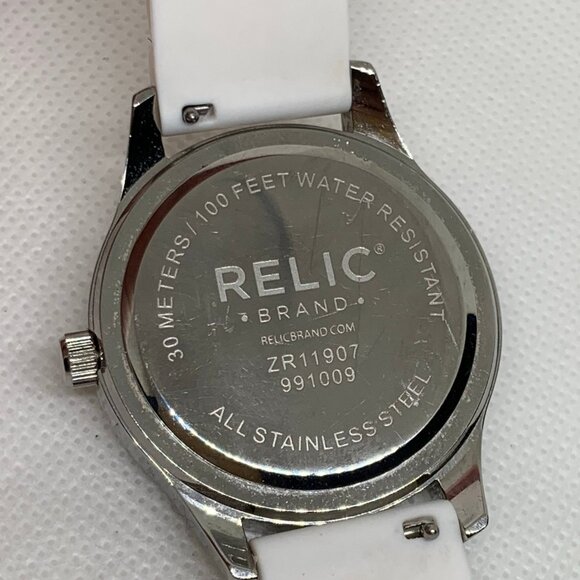 30 METERS / 100 FEET WATER RESISTANT
RELIC®
• BRAND •
RELICBRAND.COM
ZR11907
991009
ALL STAINLESS STEEL